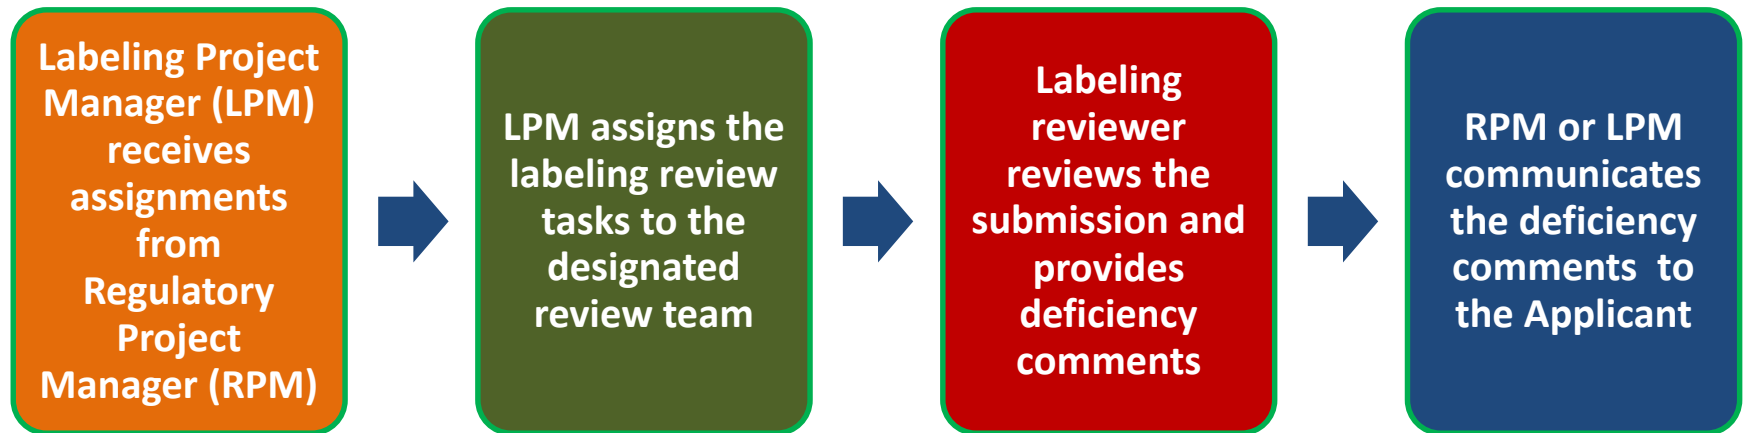 Labeling Project
Manager (LPM)
receives
assignments
from
Regulatory
Project
Manager (RPM)
LPM assigns the
labeling review
tasks to the
designated
review team
Labeling
reviewer
reviews the
submission and
provides
deficiency
comments
RPM or LPM
communicates
the deficiency
comments  to
the Applicant